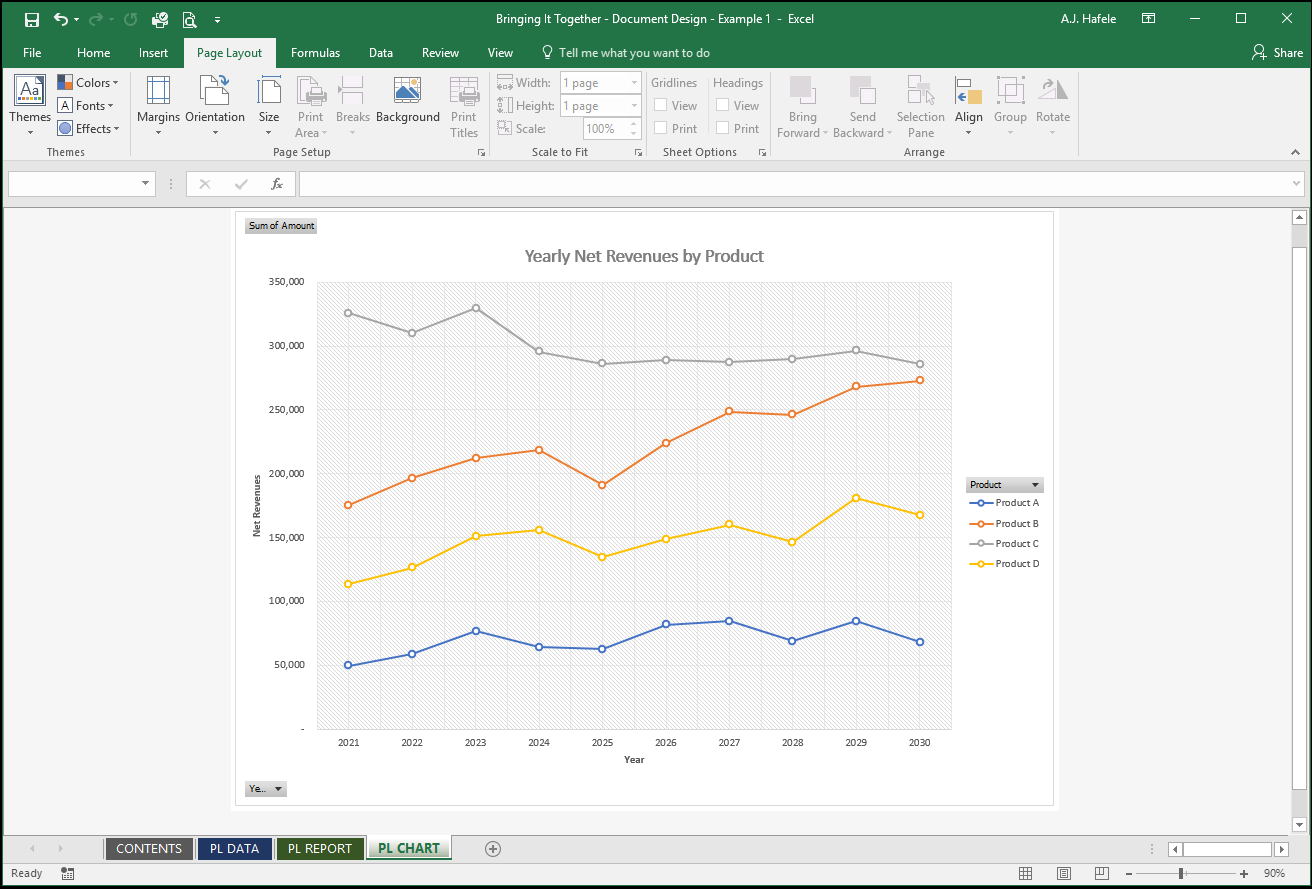 Bringing It Together - Document Design - Example 1 - Excel
A.J. Hafele
File Home Insert Page Layout Formulas Data Review View Tell me what you want to do Share
Aa
Themes
Colors
A Fonts
Effects
Themes
Margins Orientation Size Print Area Breaks Background Print Titles
Page Setup
Width: 1 page
Height: 1 page
Scale: 100%
Scale to Fit
Gridlines Headings
View View
Print Print
Sheet Options
Bring Forward Send Backward Selection Pane Align Group Rotate
Arrange
fx
Sum of Amount
Yearly Net Revenues by Product
350,000
300,000
250,000
200,000
150,000
100,000
50,000
-
Net Revenues
2021 2022 2023 2024 2025 2026 2027 2028 2029 2030
Year
Product
Product A
Product B
Product C
Product D
Ye...
CONTENTS PL DATA PL REPORT PL CHART
Ready
90%